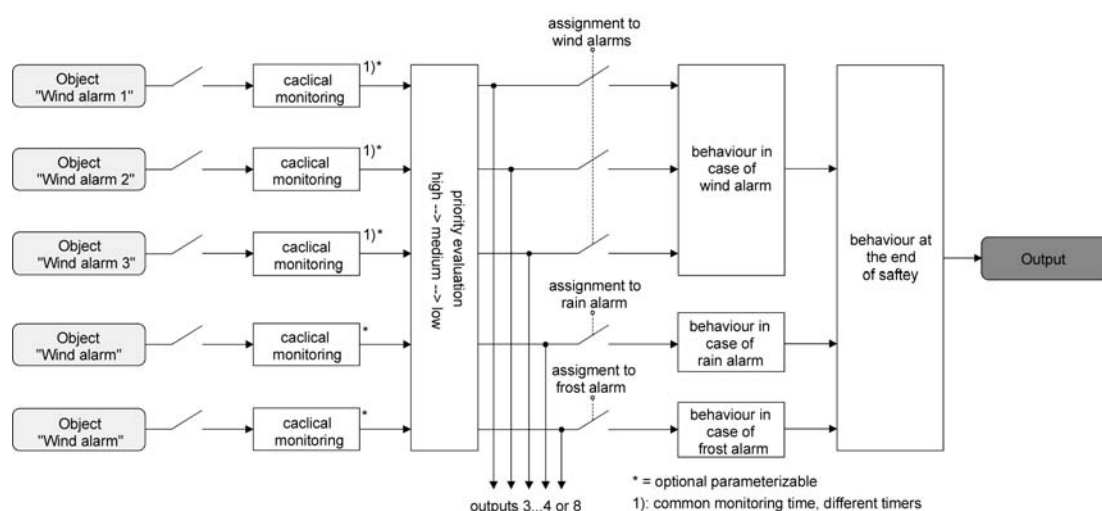 assignment to
wind alarms
Object
"Wind alarm 1"
caclical
monitoring
1)*
Object
"Wind alarm 2"
caclical
monitoring
1)*
Object
"Wind alarm 3"
caclical
monitoring
1)*
Object
"Wind alarm"
caclical
monitoring
*
Object
"Wind alarm"
caclical
monitoring
*
priority evaluation
high --> medium --> low
behaviour in
case of
wind alarm
assignment to
rain alarm
behaviour in
case of
rain alarm
assigment to
frost alarm
behaviour in
case of
frost alarm
behaviour at
the end
of saftey
Output
outputs 3...4 or 8
* = optional parameterizable
1): common monitoring time, different timers